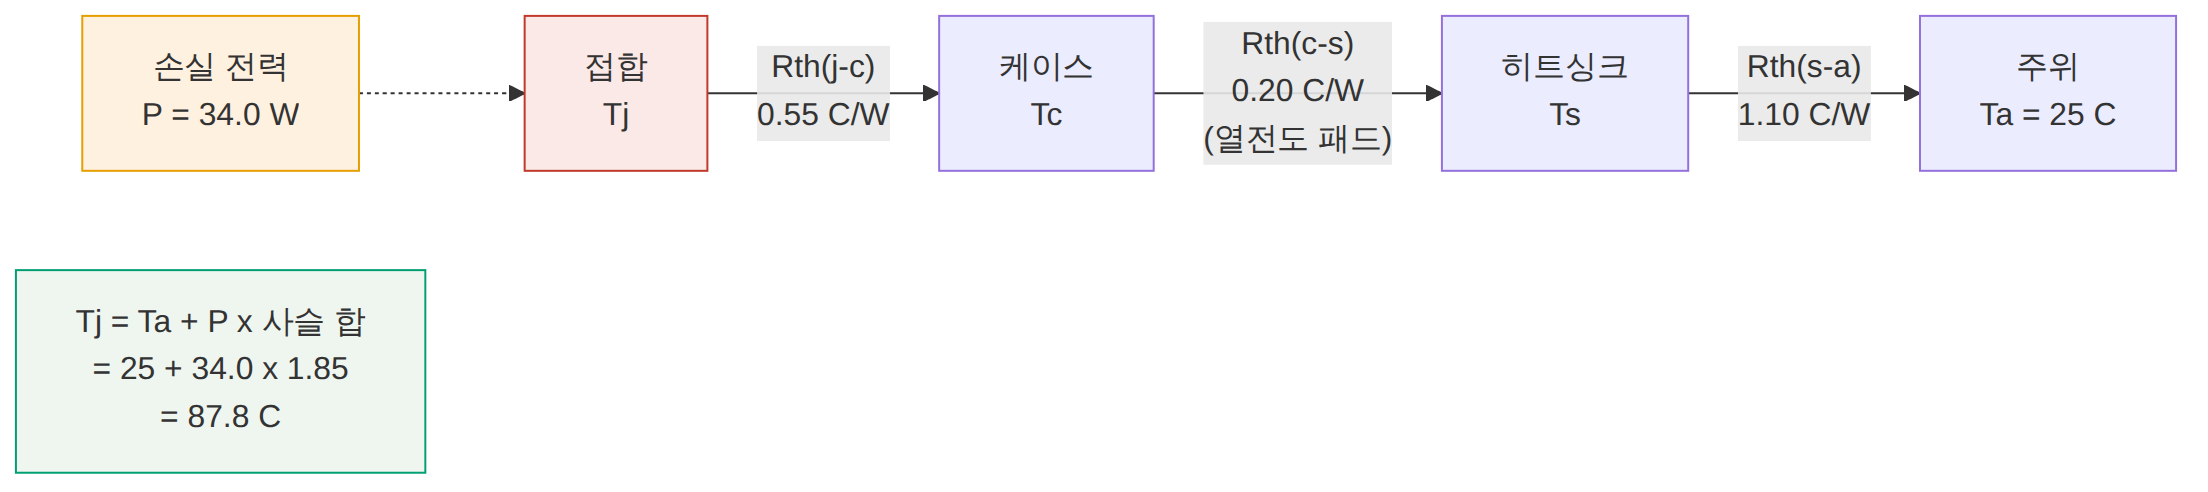 손실 전력
P = 34.0 W
접합
Tj
Rth(j-c)
0.55 C/W
케이스
Tc
Rth(c-s)
0.20 C/W
(열전도 패드)
히트싱크
Ts
Rth(s-a)
1.10 C/W
주위
Ta = 25 C
Tj = Ta + P x 사슬 합
= 25 + 34.0 x 1.85
= 87.8 C